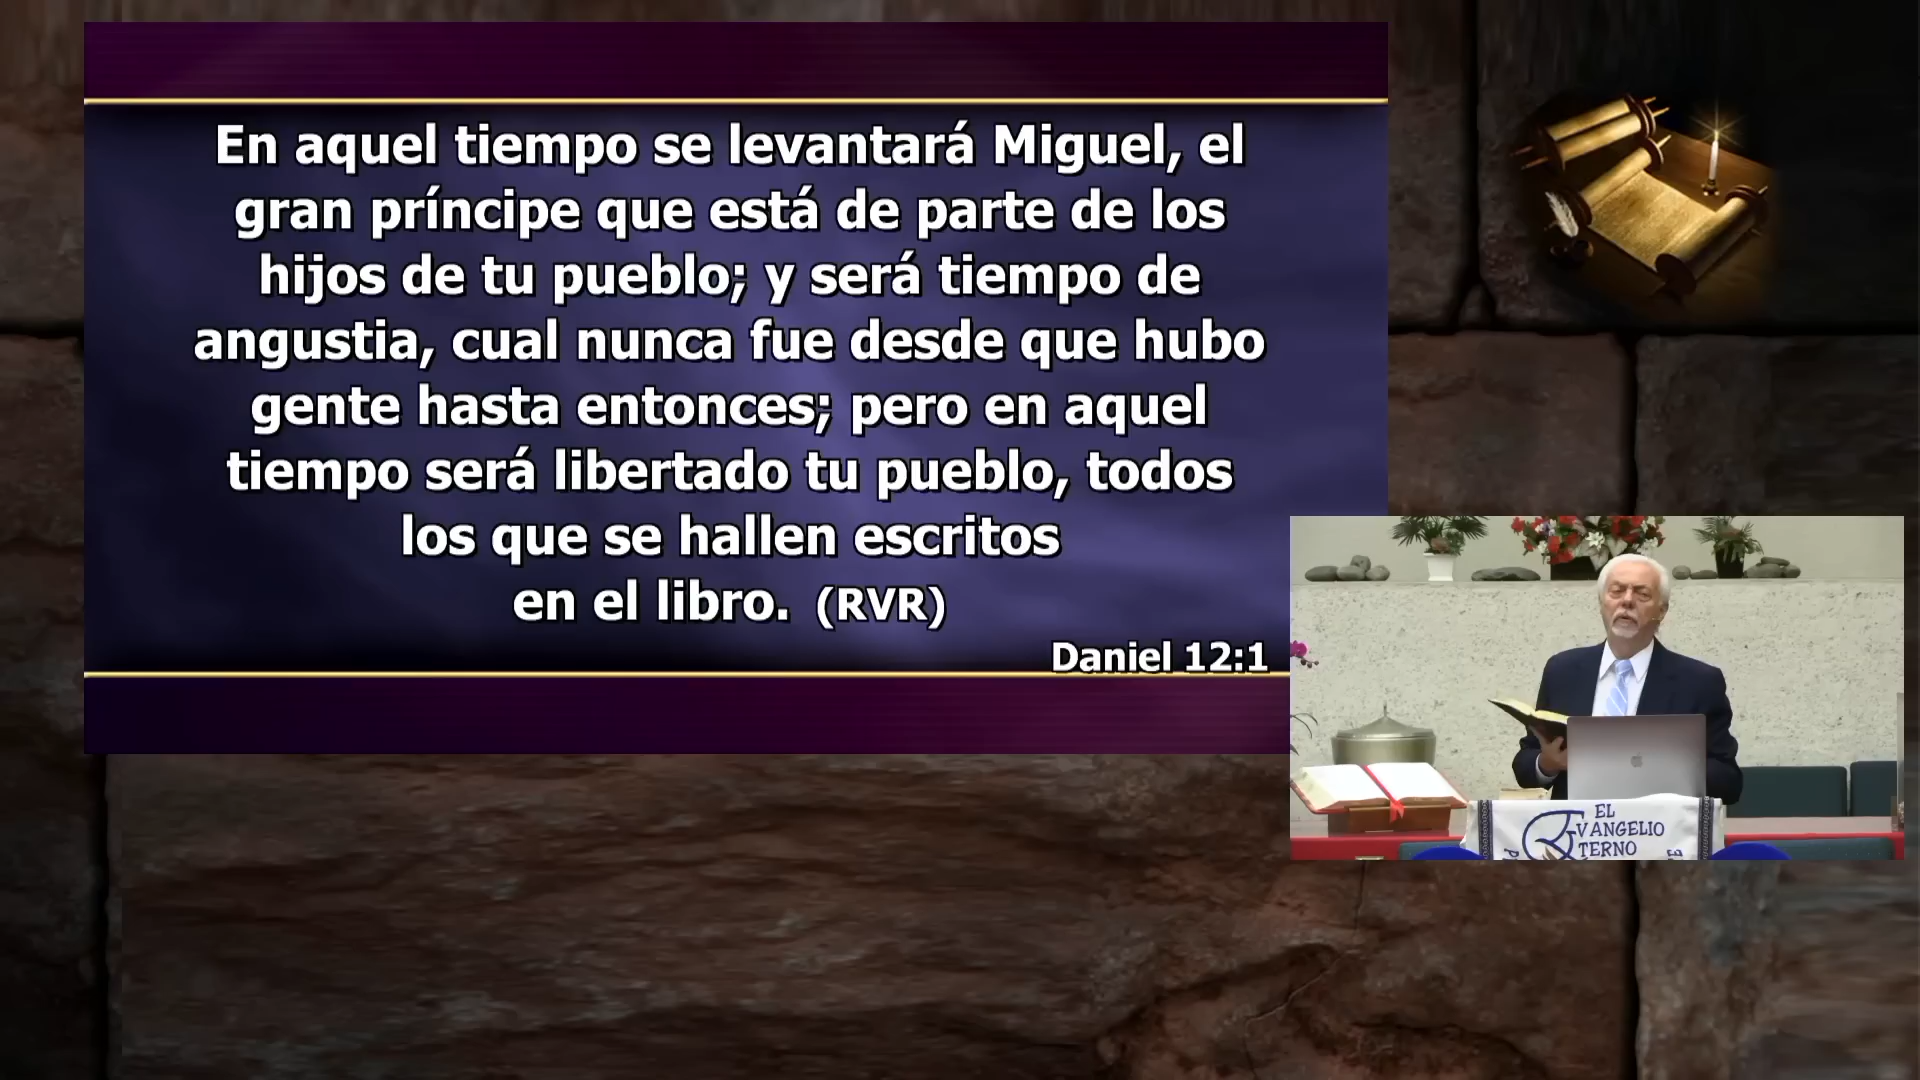 En aquel tiempo se levantará Miguel, el
gran príncipe que está de parte de los
hijos de tu pueblo; y será tiempo de
angustia, cual nunca fue desde que hubo
gente hasta entonces; pero en aquel
tiempo será libertado tu pueblo, todos
los que se hallen escritos
en el libro. (RVR)
Daniel 12:1
EL
EVANGELIO
ETERNO